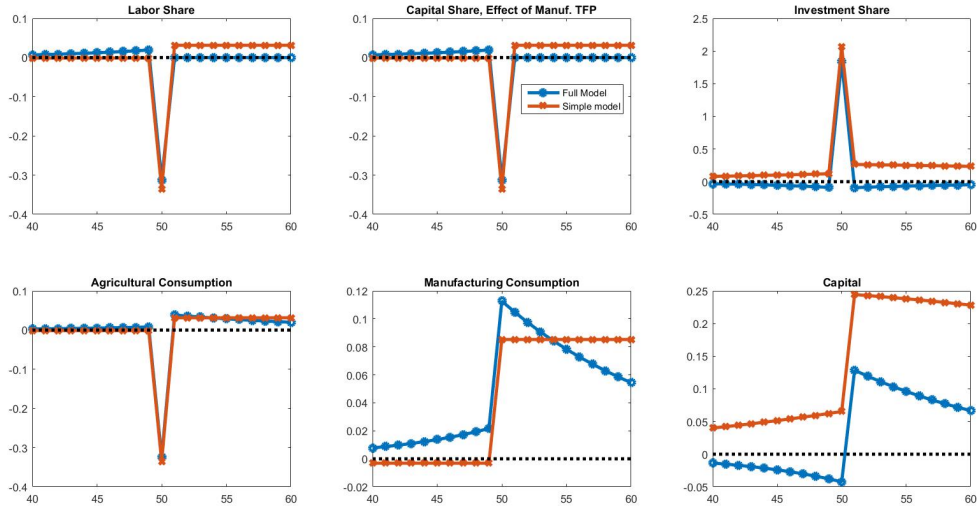 Labor Share
0.1
0
-0.1
-0.2
-0.3
-0.4
40 45 50 55 60
Capital Share, Effect of Manuf. TFP
0.1
0
-0.1
-0.2
-0.3
-0.4
40 45 50 55 60
Full Model
Simple model
Investment Share
2.5
2
1.5
1
0.5
0
-0.5
40 45 50 55 60
Agricultural Consumption
0.1
0
-0.1
-0.2
-0.3
-0.4
40 45 50 55 60
Manufacturing Consumption
0.12
0.1
0.08
0.06
0.04
0.02
0
-0.02
40 45 50 55 60
Capital
0.25
0.2
0.15
0.1
0.05
0
-0.05
40 45 50 55 60